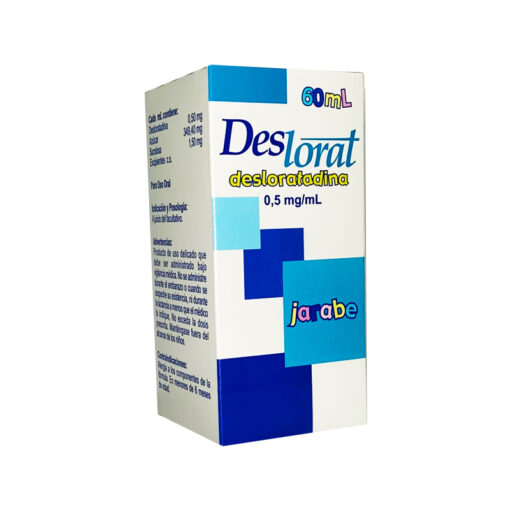 60mL
Deslorat
desloratadina
0,5 mg/mL
jarabe
Cada mL contiene:
Desloratadina 0,50 mg
Azúcar 349,40 mg
Sucralosa 1,50 mg
Excipientes c.s.
Para Uso Oral
Indicación y Posología:
A juicio del facultativo.
Advertencias:
Producto de uso delicado que
debe ser administrado bajo
vigilancia médica. No se administre
durante el embarazo o cuando se
sospeche su existencia, ni durante
la lactancia a menos que el médico
lo indique. No exceda la dosis
prescrita. Manténgase fuera del
alcance de los niños.
Contraindicaciones:
Alergia a los componentes de la
fórmula. En menores de 6 meses
de edad.